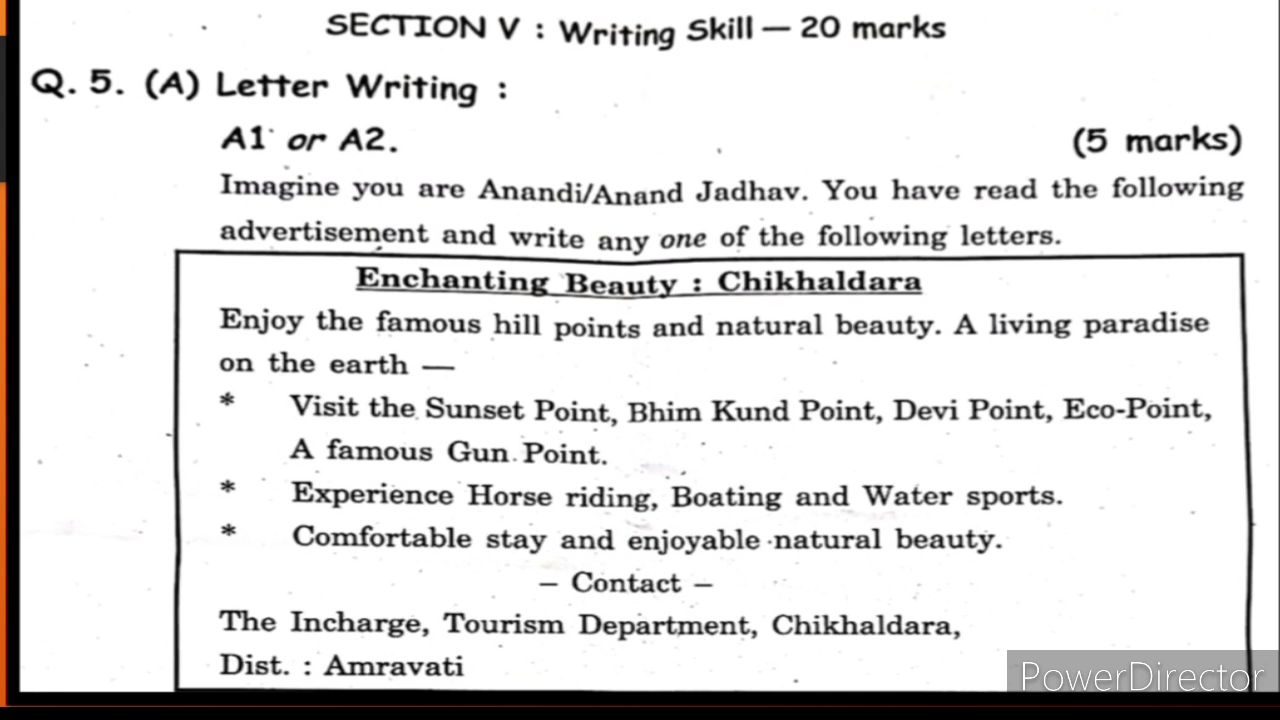 SECTION V : Writing Skill — 20 marks
Q. 5. (A) Letter Writing :
A1 or A2. (5 marks)
Imagine you are Anandi/Anand Jadhav. You have read the following
advertisement and write any one of the following letters.
Enchanting Beauty : Chikhaldara
Enjoy the famous hill points and natural beauty. A living paradise
on the earth —
* Visit the Sunset Point, Bhim Kund Point, Devi Point, Eco-Point,
A famous Gun Point.
* Experience Horse riding, Boating and Water sports.
* Comfortable stay and enjoyable natural beauty.
– Contact –
The Incharge, Tourism Department, Chikhaldara,
Dist. : Amravati
PowerDirector